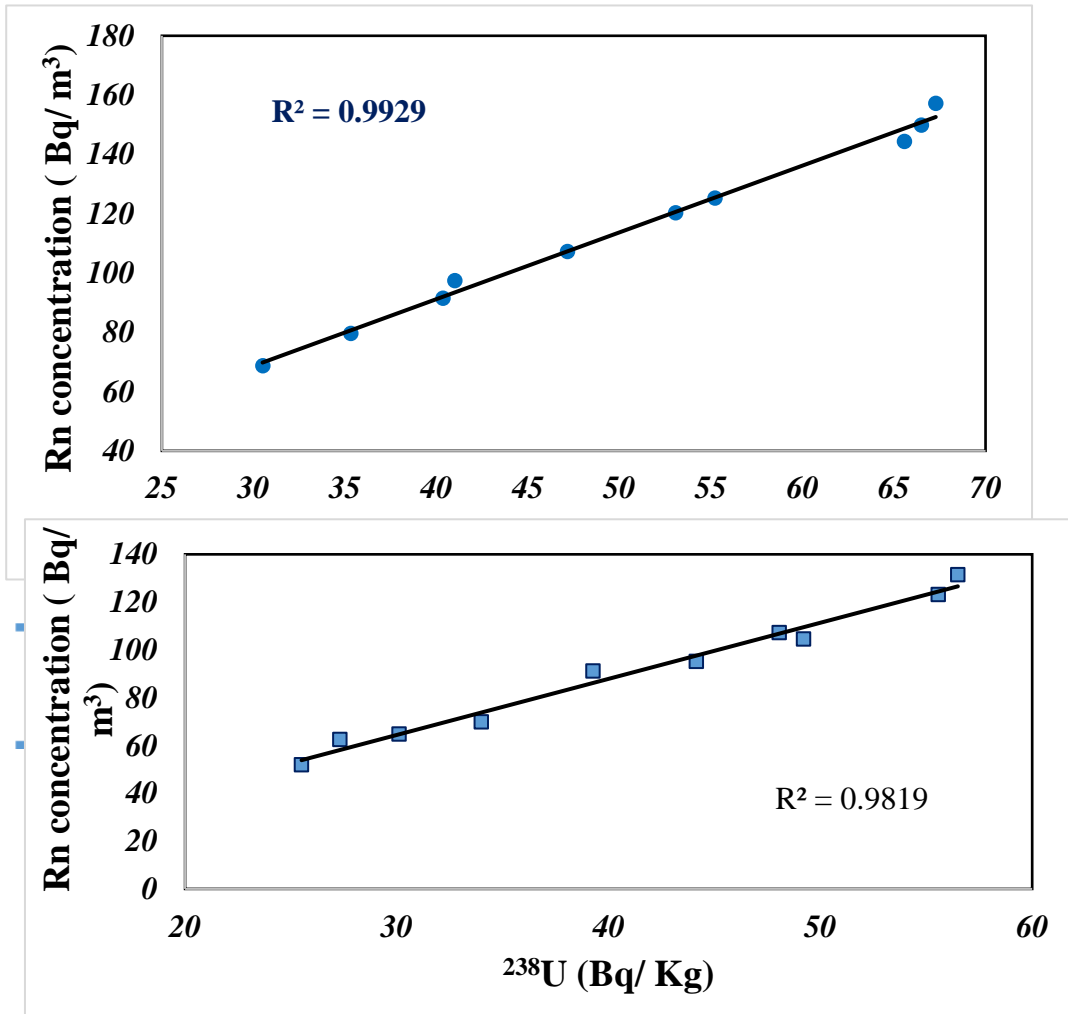 Rn concentration ( Bq/ m³)
180
160
140
120
100
80
60
40
R² = 0.9929
25 30 35 40 45 50 55 60 65 70
Rn concentration ( Bq/
m³)
140
120
100
80
60
40
20
0
R² = 0.9819
20 30 40 50 60
²³⁸U (Bq/ Kg)